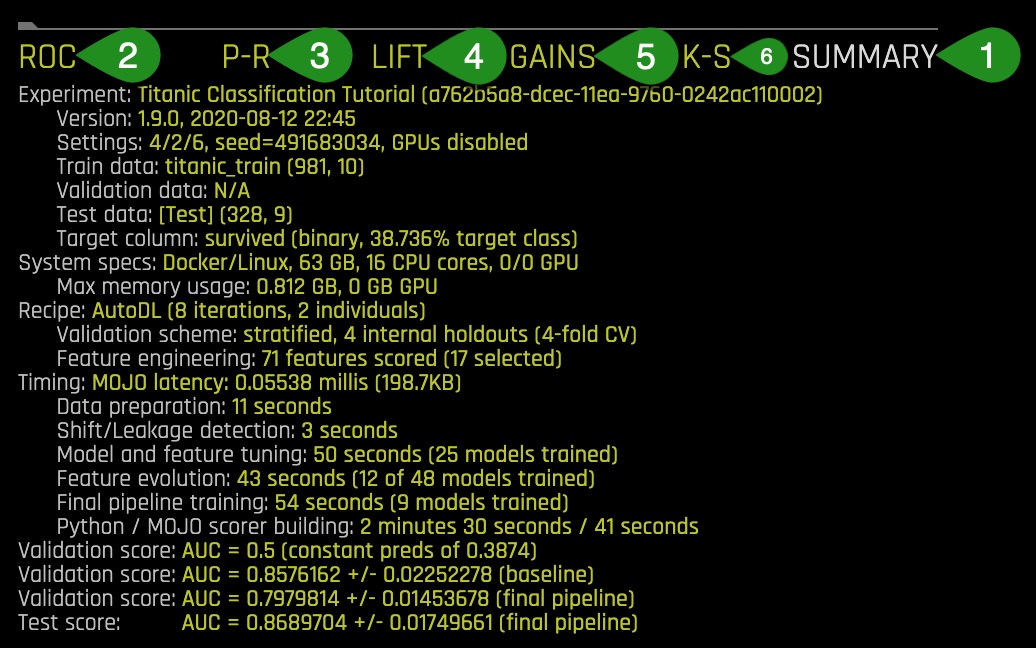 ROC 2 P-R 3 LIFT 4 GAINS 5 K-S 6 SUMMARY 1
Experiment: Titanic Classification Tutorial (a762b5a8-dcec-11ea-9760-0242ac110002)
Version: 1.9.0, 2020-08-12 22:45
Settings: 4/2/6, seed=491683034, GPUs disabled
Train data: titanic_train (981, 10)
Validation data: N/A
Test data: [Test] (328, 9)
Target column: survived (binary, 38.736% target class)
System specs: Docker/Linux, 63 GB, 16 CPU cores, 0/0 GPU
Max memory usage: 0.812 GB, 0 GB GPU
Recipe: AutoDL (8 iterations, 2 individuals)
Validation scheme: stratified, 4 internal holdouts (4-fold CV)
Feature engineering: 71 features scored (17 selected)
Timing: MOJO latency: 0.05538 millis (198.7KB)
Data preparation: 11 seconds
Shift/Leakage detection: 3 seconds
Model and feature tuning: 50 seconds (25 models trained)
Feature evolution: 43 seconds (12 of 48 models trained)
Final pipeline training: 54 seconds (9 models trained)
Python / MOJO scorer building: 2 minutes 30 seconds / 41 seconds
Validation score: AUC = 0.5 (constant preds of 0.3874)
Validation score: AUC = 0.8576162 +/- 0.02252278 (baseline)
Validation score: AUC = 0.7979814 +/- 0.01453678 (final pipeline)
Test score: AUC = 0.8689704 +/- 0.01749661 (final pipeline)